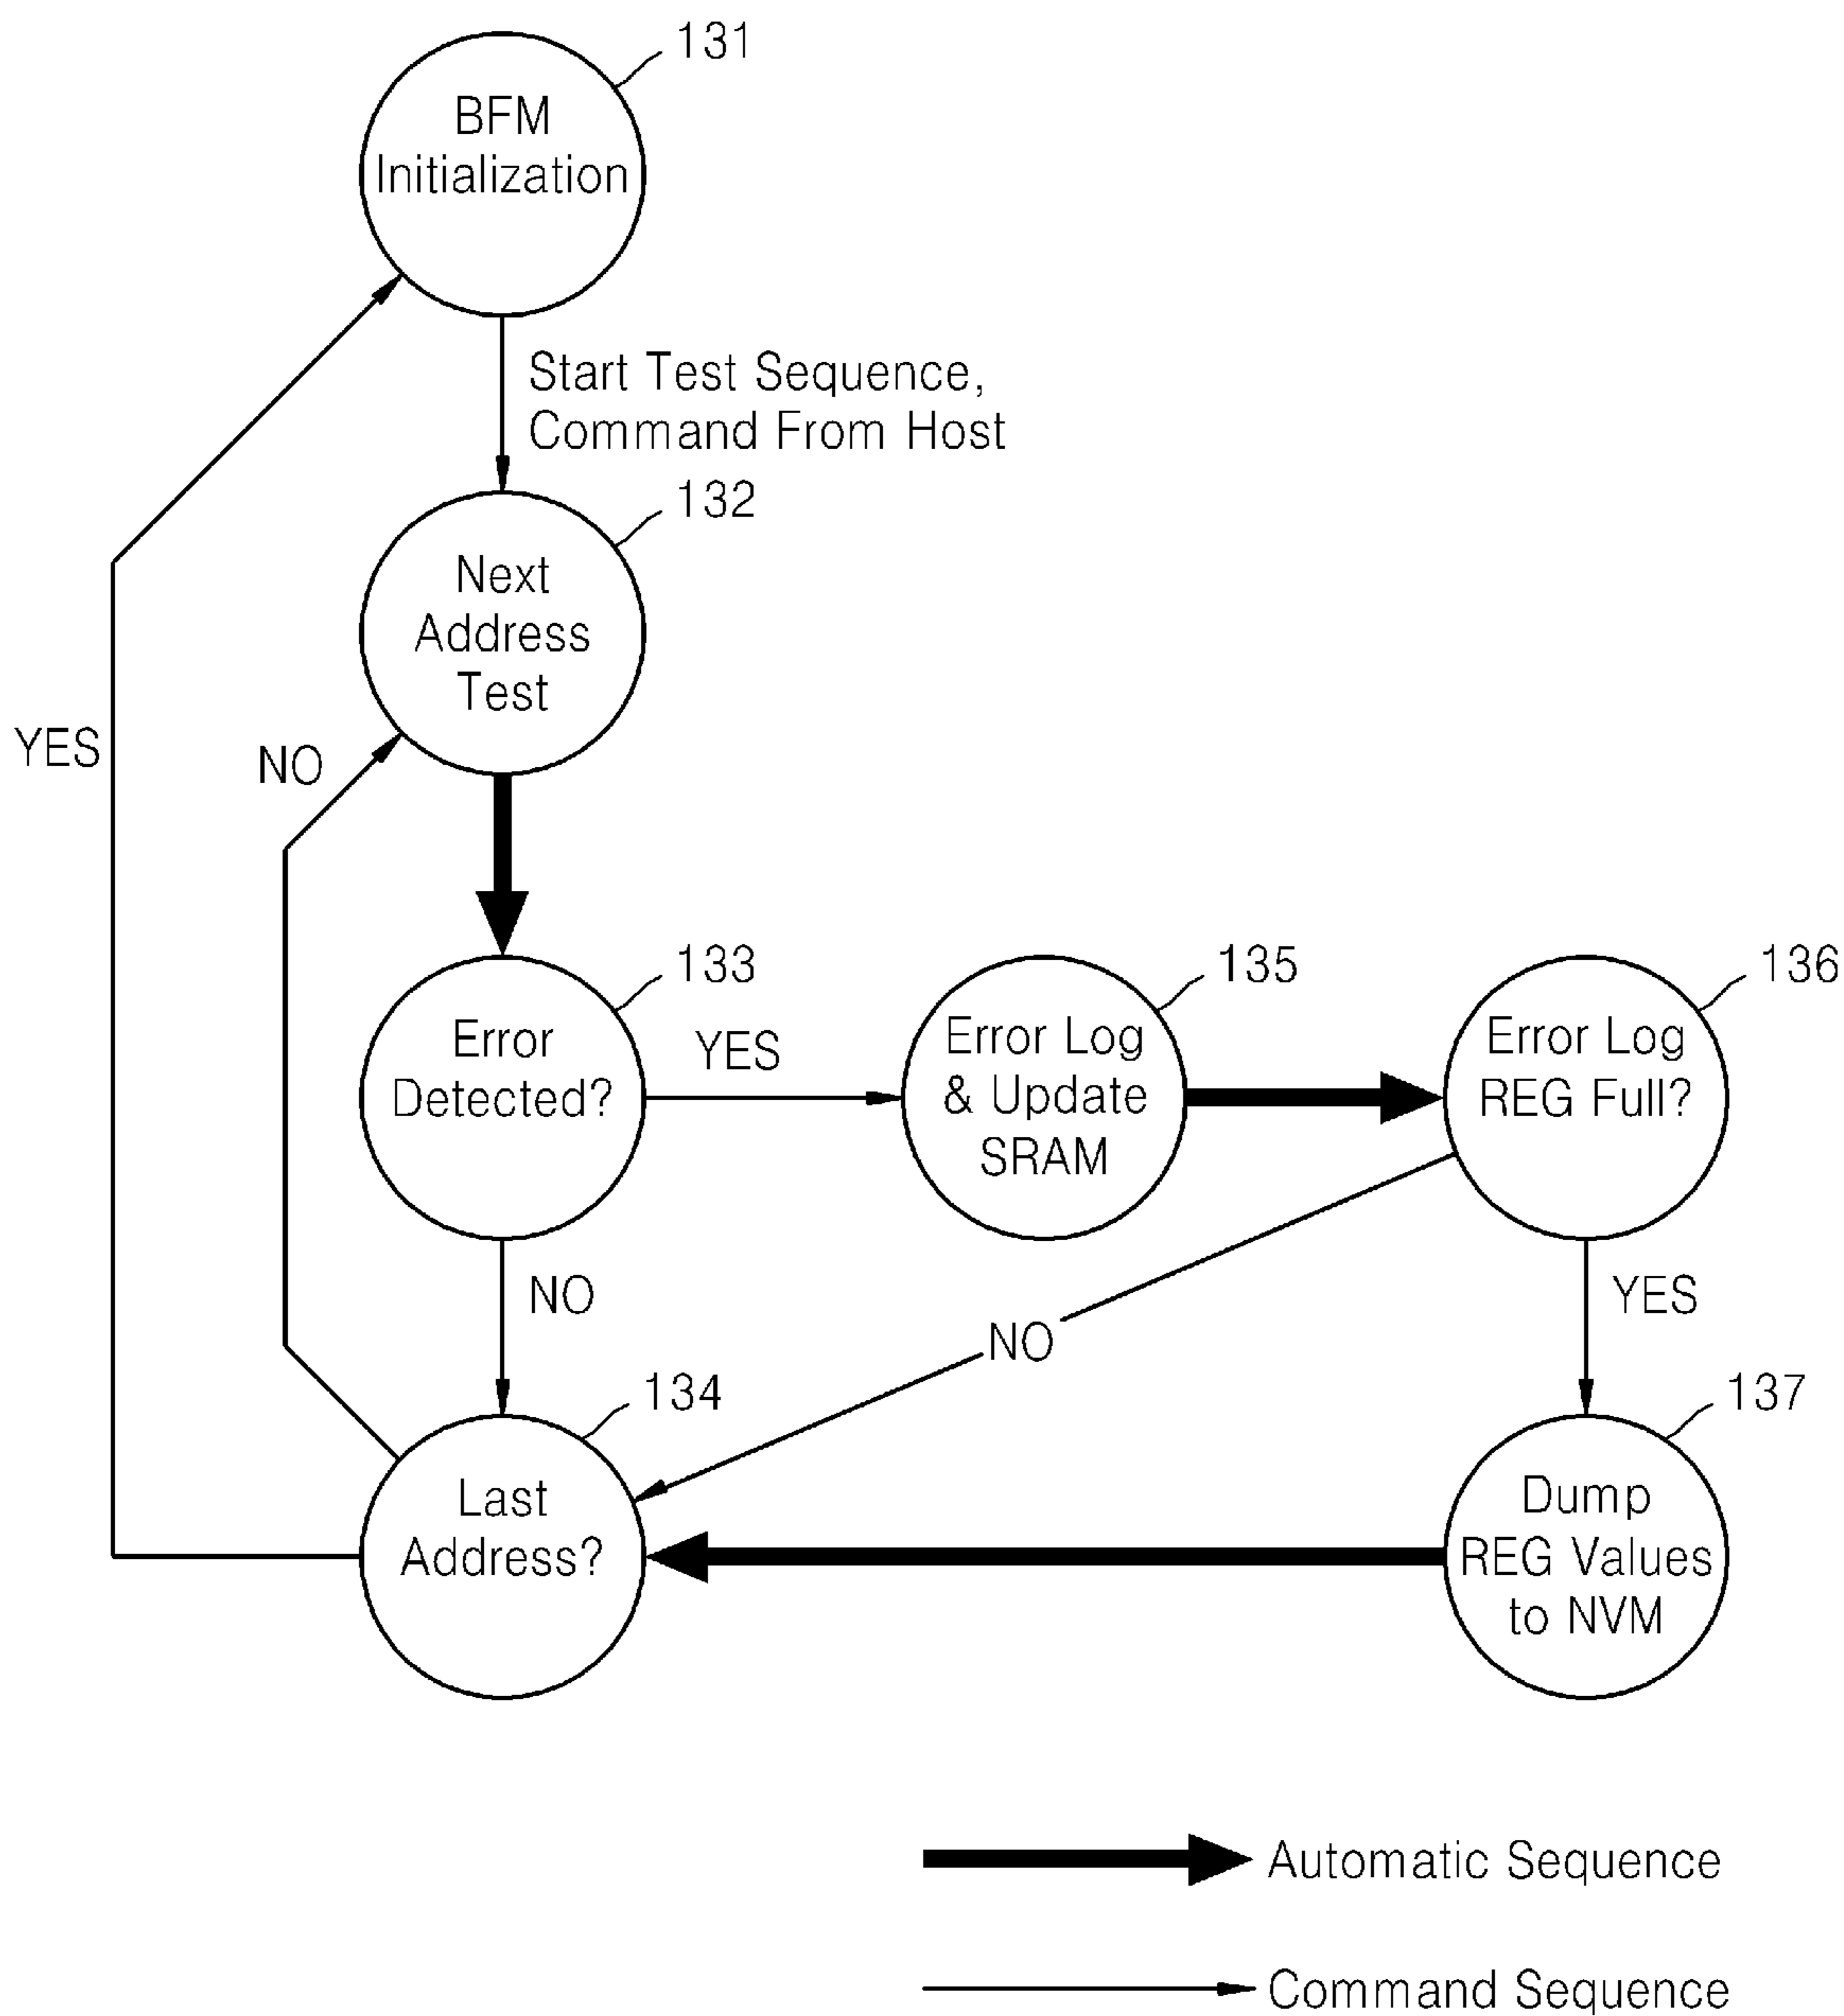 131
BFM
Initialization
Start Test Sequence,
Command From Host
132
Next
Address
Test
YES
NO
133
Error
Detected?
YES
135
Error Log
& Update
SRAM
136
Error Log
REG Full?
NO
NO
YES
134
Last
Address?
137
Dump
REG Values
to NVM
Automatic Sequence
Command Sequence